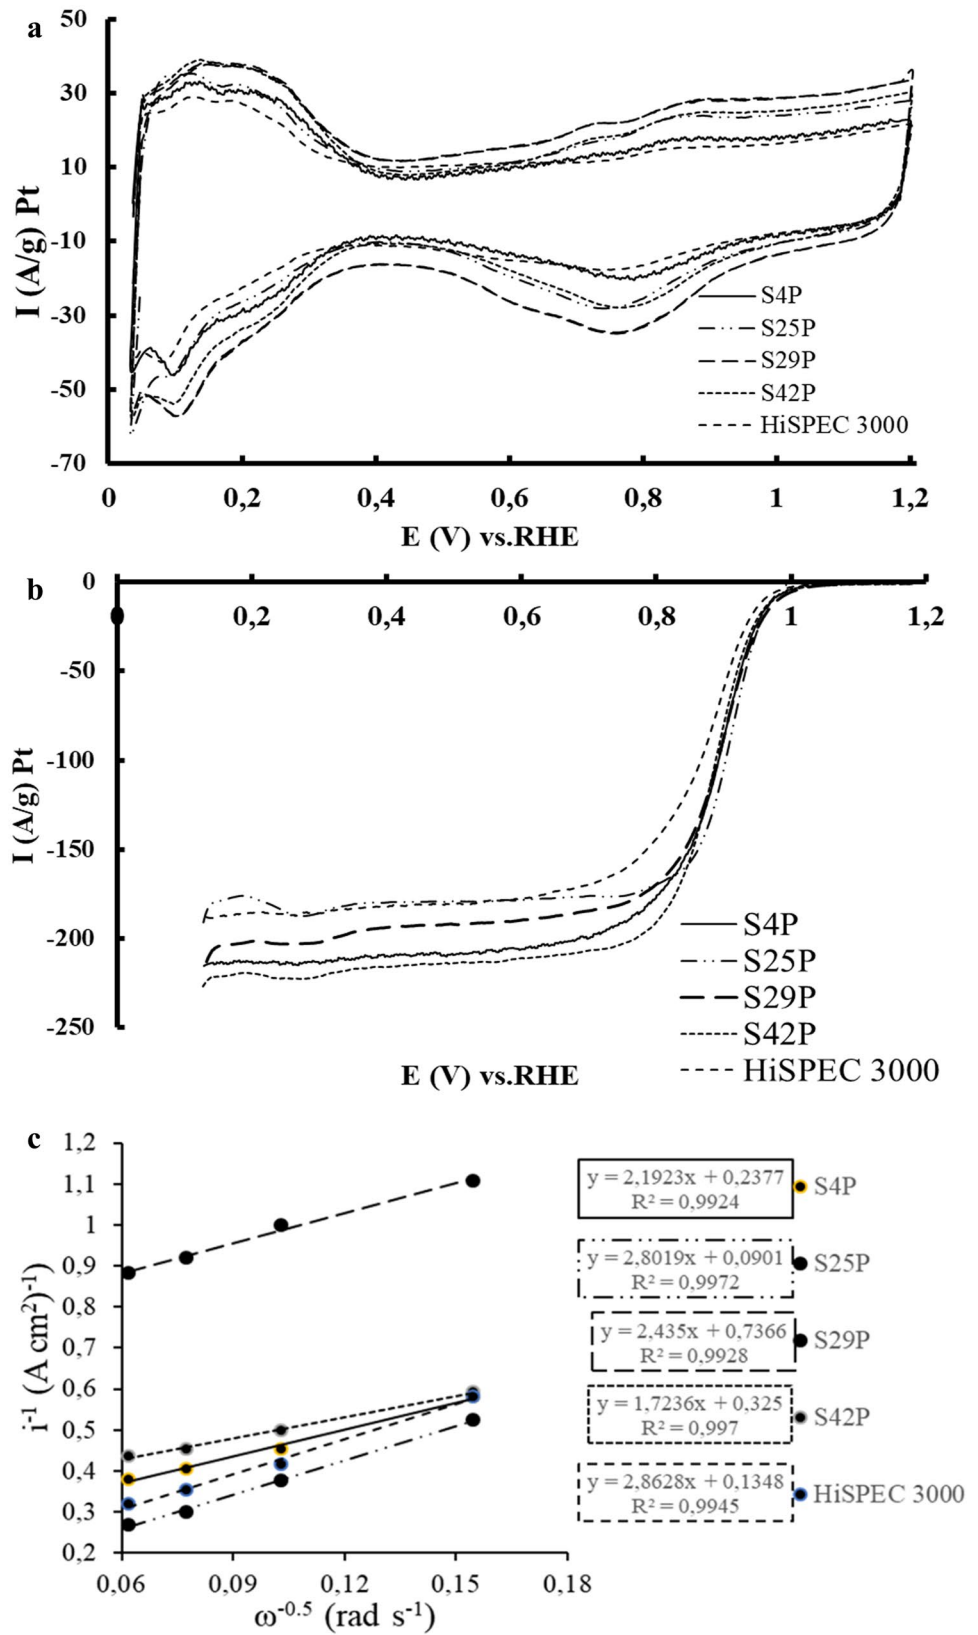 a
50
30
10
-10
-30
-50
-70
I (A/g) Pt
0 0,2 0,4 0,6 0,8 1 1,2
E (V) vs.RHE
S4P
S25P
S29P
S42P
HiSPEC 3000
b
0
-50
-100
-150
-200
-250
I (A/g) Pt
0 0,2 0,4 0,6 0,8 1 1,2
E (V) vs.RHE
S4P
S25P
S29P
S42P
HiSPEC 3000
c
1,2
1,1
1
0,9
0,8
0,7
0,6
0,5
0,4
0,3
0,2
i⁻¹ (A cm²)⁻¹)
0,06 0,09 0,12 0,15 0,18
ω⁻⁰·⁵ (rad s⁻¹)
y = 2,1923x + 0,2377
R² = 0,9924
S4P
y = 2,8019x + 0,0901
R² = 0,9972
S25P
y = 2,435x + 0,7366
R² = 0,9928
S29P
y = 1,7236x + 0,325
R² = 0,997
S42P
y = 2,8628x + 0,1348
R² = 0,9945
HiSPEC 3000